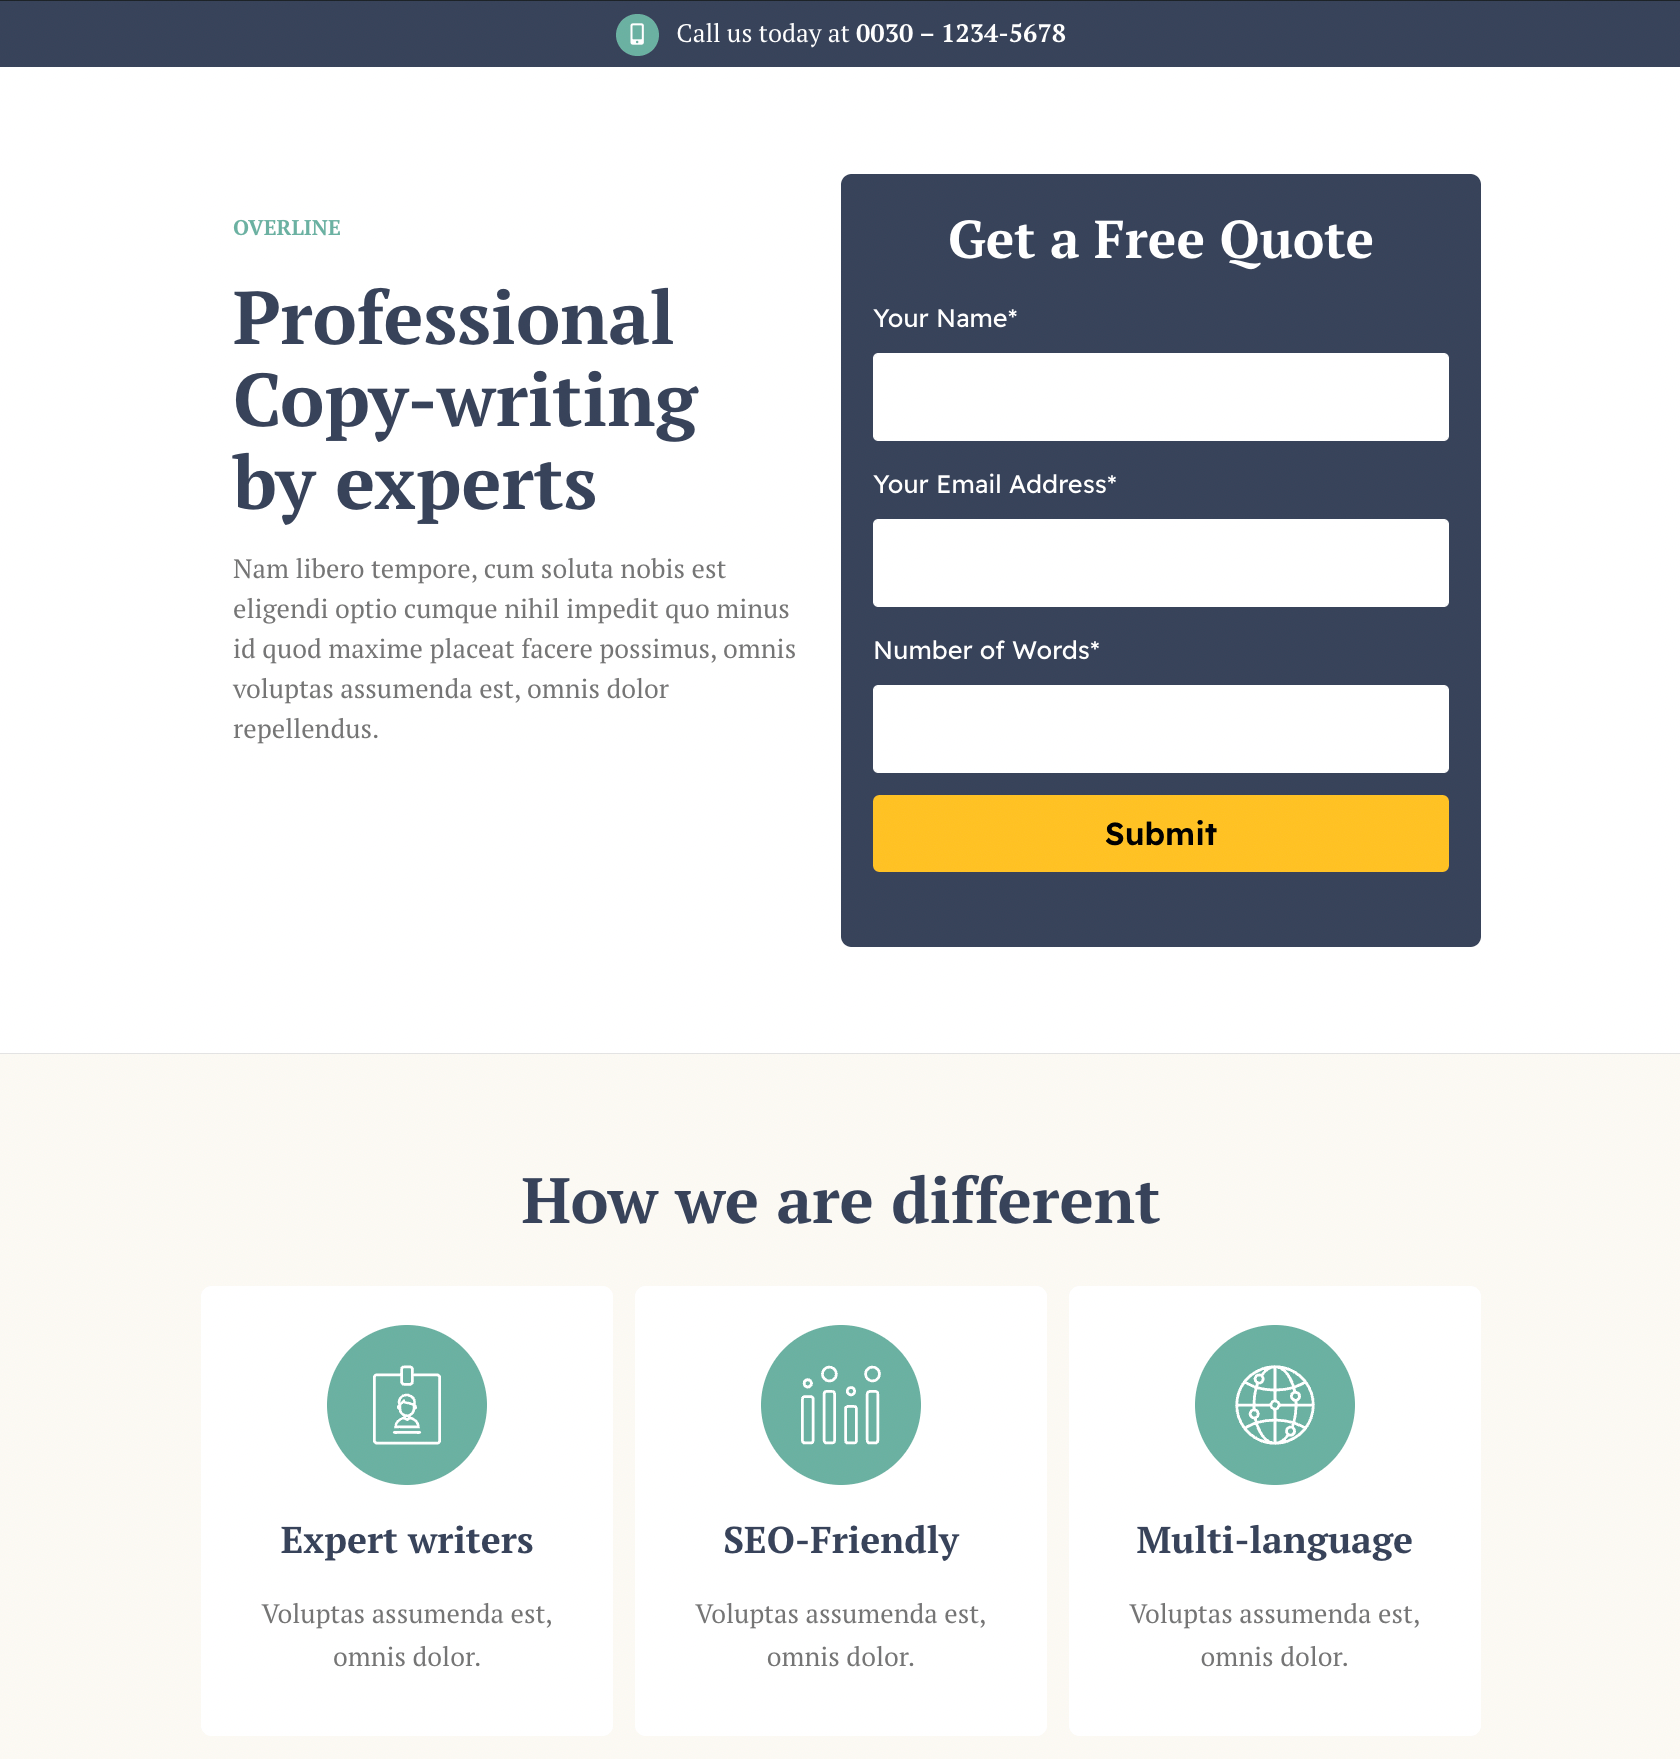 Call us today at 0030 – 1234-5678
OVERLINE
Professional
Copy-writing
by experts
Nam libero tempore, cum soluta nobis est
eligendi optio cumque nihil impedit quo minus
id quod maxime placeat facere possimus, omnis
voluptas assumenda est, omnis dolor
repellendus.
Get a Free Quote
Your Name*
Your Email Address*
Number of Words*
Submit
How we are different
Expert writers
Voluptas assumenda est,
omnis dolor.
SEO-Friendly
Voluptas assumenda est,
omnis dolor.
Multi-language
Voluptas assumenda est,
omnis dolor.